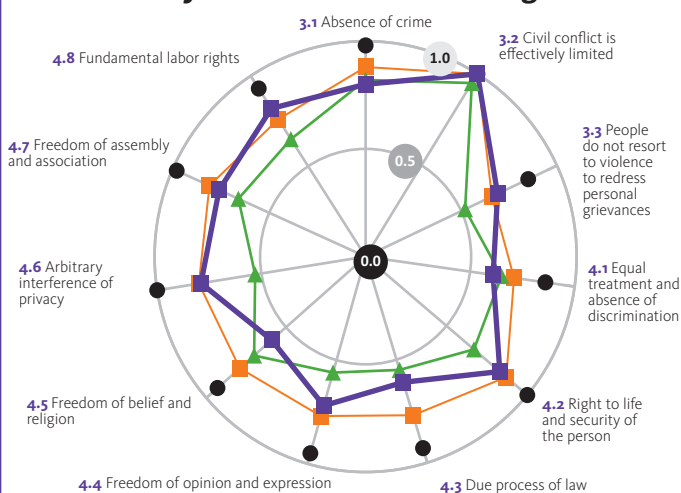 3.1 Absence of crime
3.2 Civil conflict is
effectively limited
4.8 Fundamental labor rights
1.0
3.3 People
do not resort
to violence
to redress
personal
grievances
4.7 Freedom of assembly
and association
0.5
0.0
4.6 Arbitrary
interference of
privacy
4.1 Equal
treatment and
absence of
discrimination
4.5 Freedom of belief and
religion
4.2 Right to life
and security of
the person
4.4 Freedom of opinion and expression
4.3 Due process of law